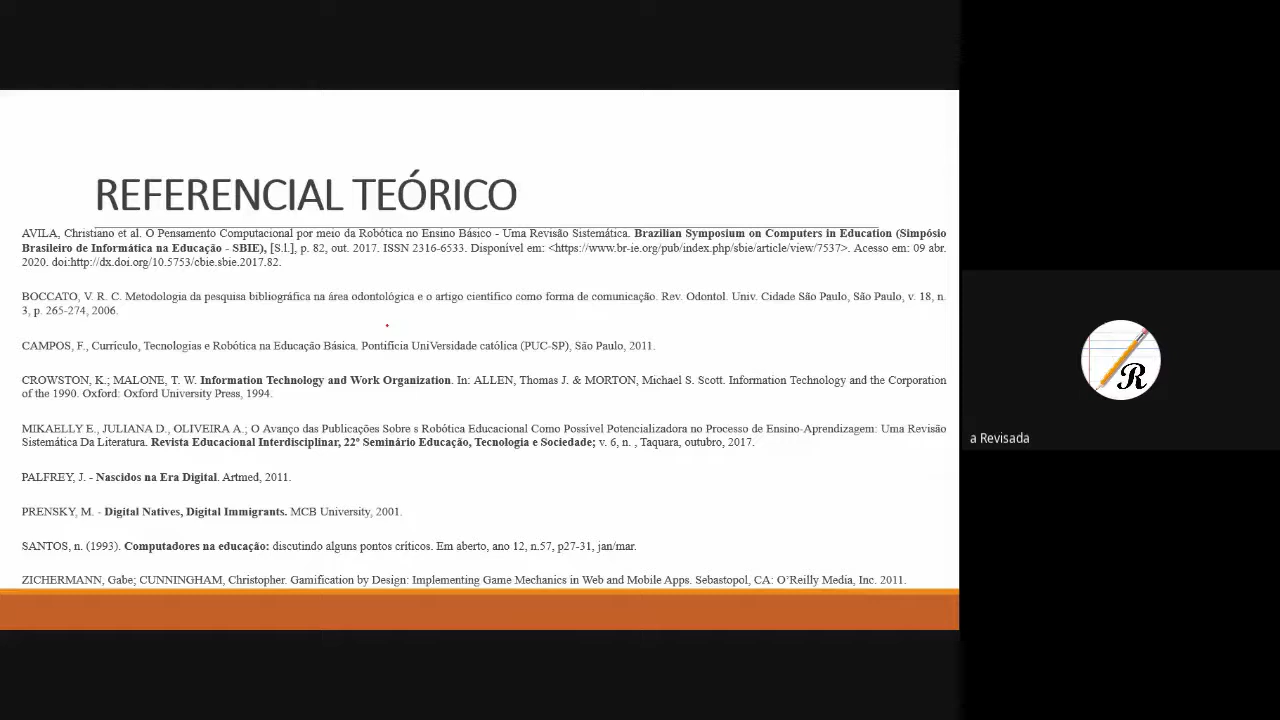 REFERENCIAL TEÓRICO
AVILA, Christiano et al. O Pensamento Computacional por meio da Robótica no Ensino Básico - Uma Revisão Sistemática. Brazilian Symposium on Computers in Education (Simpósio
Brasileiro de Informática na Educação - SBIE), [S.l.], p. 82, out. 2017. ISSN 2316-6533. Disponível em: <https://www.br-ie.org/pub/index.php/sbie/article/view/7537>. Acesso em: 09 abr.
2020. doi:http://dx.doi.org/10.5753/cbie.sbie.2017.82.
BOCCATO, V. R. C. Metodologia da pesquisa bibliográfica na área odontológica e o artigo científico como forma de comunicação. Rev. Odontol. Univ. Cidade São Paulo, São Paulo, v. 18, n.
3, p. 265-274, 2006.
CAMPOS, F., Currículo, Tecnologias e Robótica na Educação Básica. Pontifícia UniVersidade católica (PUC-SP), São Paulo, 2011.
CROWSTON, K.; MALONE, T. W. Information Technology and Work Organization. In: ALLEN, Thomas J. & MORTON, Michael S. Scott. Information Technology and the Corporation
of the 1990. Oxford: Oxford University Press, 1994.
MIKAELLY E., JULIANA D., OLIVEIRA A.; O Avanço das Publicações Sobre s Robótica Educacional Como Possível Potencializadora no Processo de Ensino-Aprendizagem: Uma Revisão
Sistemática Da Literatura. Revista Educacional Interdisciplinar, 22º Seminário Educação, Tecnologia e Sociedade; v. 6, n. , Taquara, outubro, 2017.
PALFREY, J. - Nascidos na Era Digital. Artmed, 2011.
PRENSKY, M. - Digital Natives, Digital Immigrants. MCB University, 2001.
SANTOS, n. (1993). Computadores na educação: discutindo alguns pontos críticos. Em aberto, ano 12, n.57, p27-31, jan/mar.
ZICHERMANN, Gabe; CUNNINGHAM, Christopher. Gamification by Design: Implementing Game Mechanics in Web and Mobile Apps. Sebastopol, CA: O'Reilly Media, Inc. 2011.
R
a Revisada